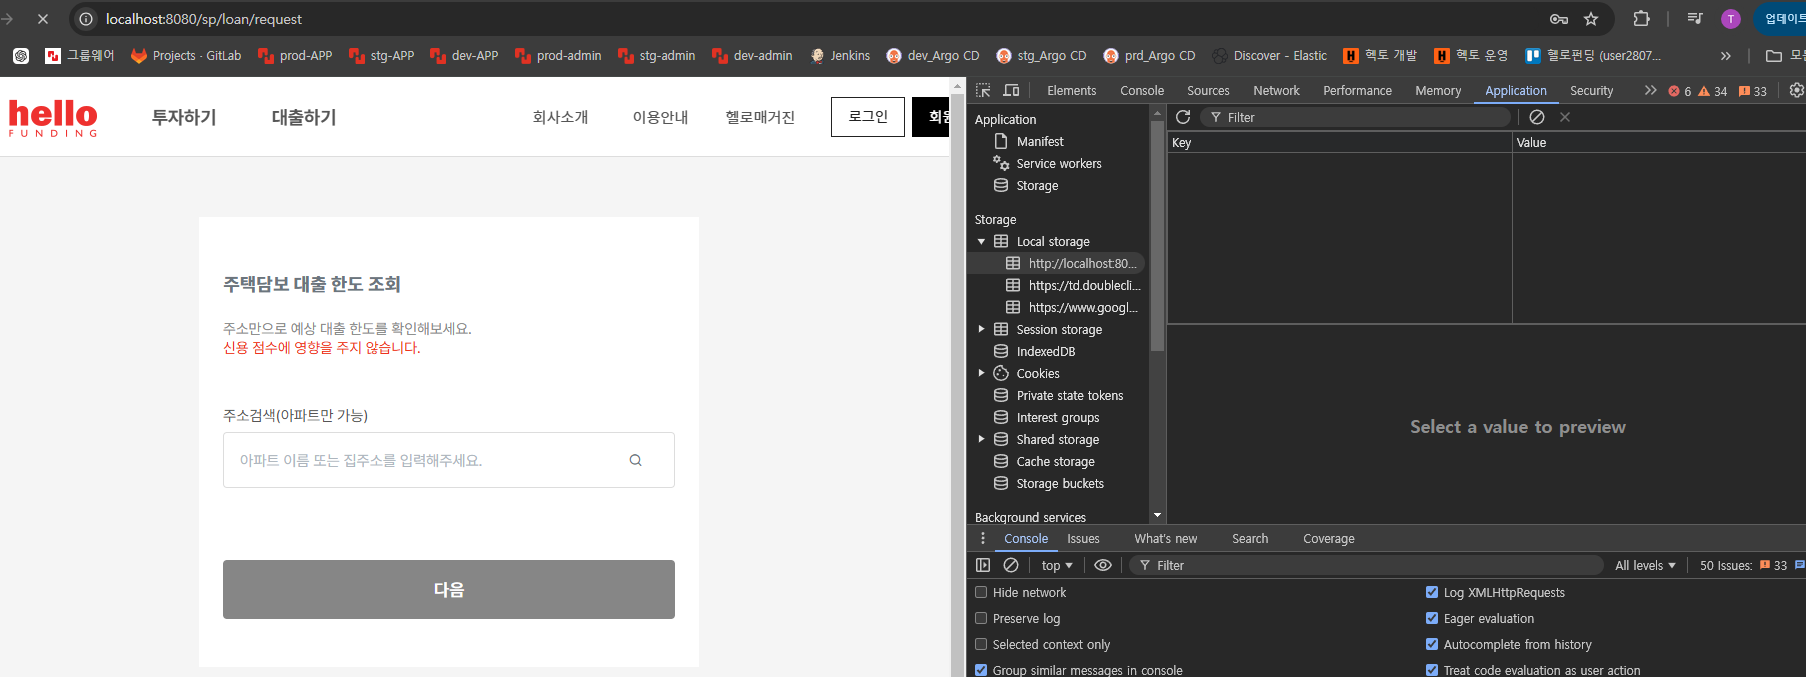 localhost:8080/sp/loan/request
T
업데이트
그룹웨어
Projects · GitLab
prod-APP
stg-APP
dev-APP
prod-admin
stg-admin
dev-admin
Jenkins
dev_Argo CD
stg_Argo CD
prd_Argo CD
Discover - Elastic
헥토 개발
헥토 운영
헬로펀딩 (user2807...
hello
FUNDING
투자하기
대출하기
회사소개
이용안내
헬로매거진
로그인
주택담보 대출 한도 조회
주소만으로 예상 대출 한도를 확인해보세요.
신용 점수에 영향을 주지 않습니다.
주소검색(아파트만 가능)
아파트 이름 또는 집주소를 입력해주세요.
다음
Elements
Console
Sources
Network
Performance
Memory
Application
Security
6
34
33
Application
Manifest
Service workers
Storage
Storage
Local storage
http://localhost:80...
https://td.doublecli...
https://www.googl...
Session storage
IndexedDB
Cookies
Private state tokens
Interest groups
Shared storage
Cache storage
Storage buckets
Background services
Filter
Key
Value
Select a value to preview
Console
Issues
What's new
Search
Coverage
top
Filter
All levels
50 Issues:
33
Hide network
Log XMLHttpRequests
Preserve log
Eager evaluation
Selected context only
Autocomplete from history
Group similar messages in console
Treat code evaluation as user action